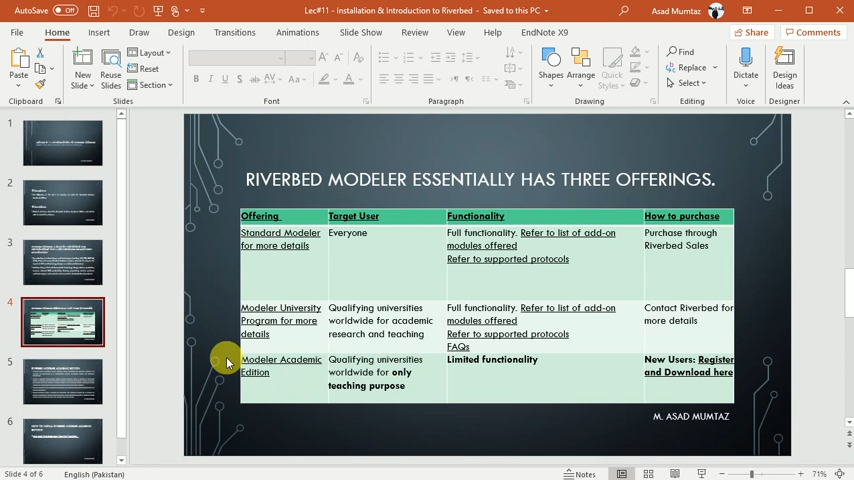 AutoSave Off
Lec#11 - Installation & Introduction to Riverbed - Saved to this PC
Asad Mumtaz
File Home Insert Draw Design Transitions Animations Slide Show Review View Help EndNote X9
Share Comments
Paste
New
Slide
Reuse
Slides
Layout
Reset
Section
Shapes Arrange Quick
Styles
Find
Replace
Select
Dictate
Design
Ideas
Clipboard Slides Font Paragraph Drawing Editing Voice Designer
1
2
3
4
5
6
RIVERBED MODELER ESSENTIALLY HAS THREE OFFERINGS.
Offering Target User Functionality How to purchase
Standard Modeler
for more details
Everyone
Full functionality. Refer to list of add-on
modules offered
Refer to supported protocols
Purchase through
Riverbed Sales
Modeler University
Program for more
details
Qualifying universities
worldwide for academic
research and teaching
Full functionality. Refer to list of add-on
modules offered
Refer to supported protocols
FAQs
Contact Riverbed for
more details
Modeler Academic
Edition
Qualifying universities
worldwide for only
teaching purpose
Limited functionality
New Users: Register
and Download here
M. ASAD MUMTAZ
Slide 4 of 6 English (Pakistan) Notes 71%